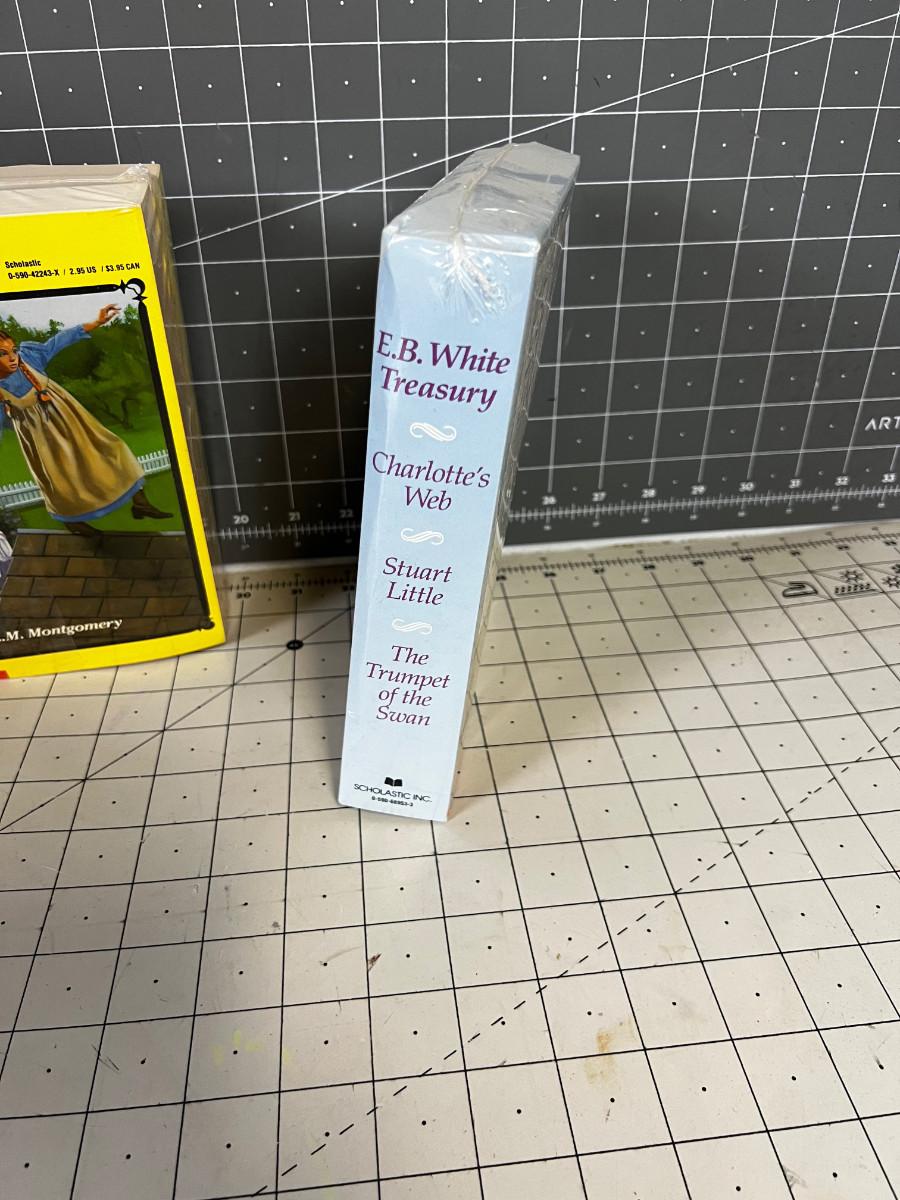 Scholastic
0-590-42243-X / 2.95 US / $3.95 CAN
.M. Montgomery
E.B. White
Treasury
Charlotte's
Web
Stuart
Little
The
Trumpet
of the
Swan
SCHOLASTIC INC.
ART
20 21 22 26 27 28 29 30 31 32 33